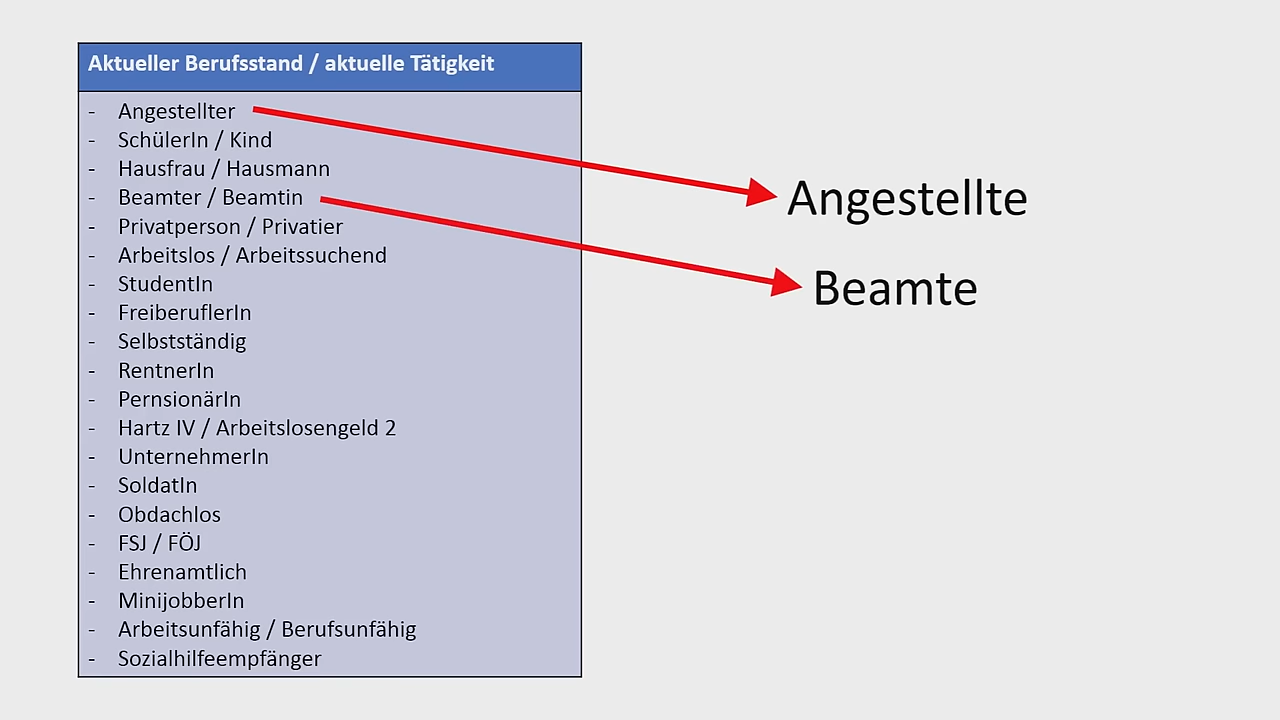 Aktueller Berufsstand / aktuelle Tätigkeit
- Angestellter
- SchülerIn / Kind
- Hausfrau / Hausmann
- Beamter / Beamtin
- Privatperson / Privatier
- Arbeitslos / Arbeitssuchend
- StudentIn
- FreiberuflerIn
- Selbstständig
- RentnerIn
- PernsionärIn
- Hartz IV / Arbeitslosengeld 2
- UnternehmerIn
- SoldatIn
- Obdachlos
- FSJ / FÖJ
- Ehrenamtlich
- MinijobberIn
- Arbeitsunfähig / Berufsunfähig
- Sozialhilfeempfänger
Angestellte
Beamte